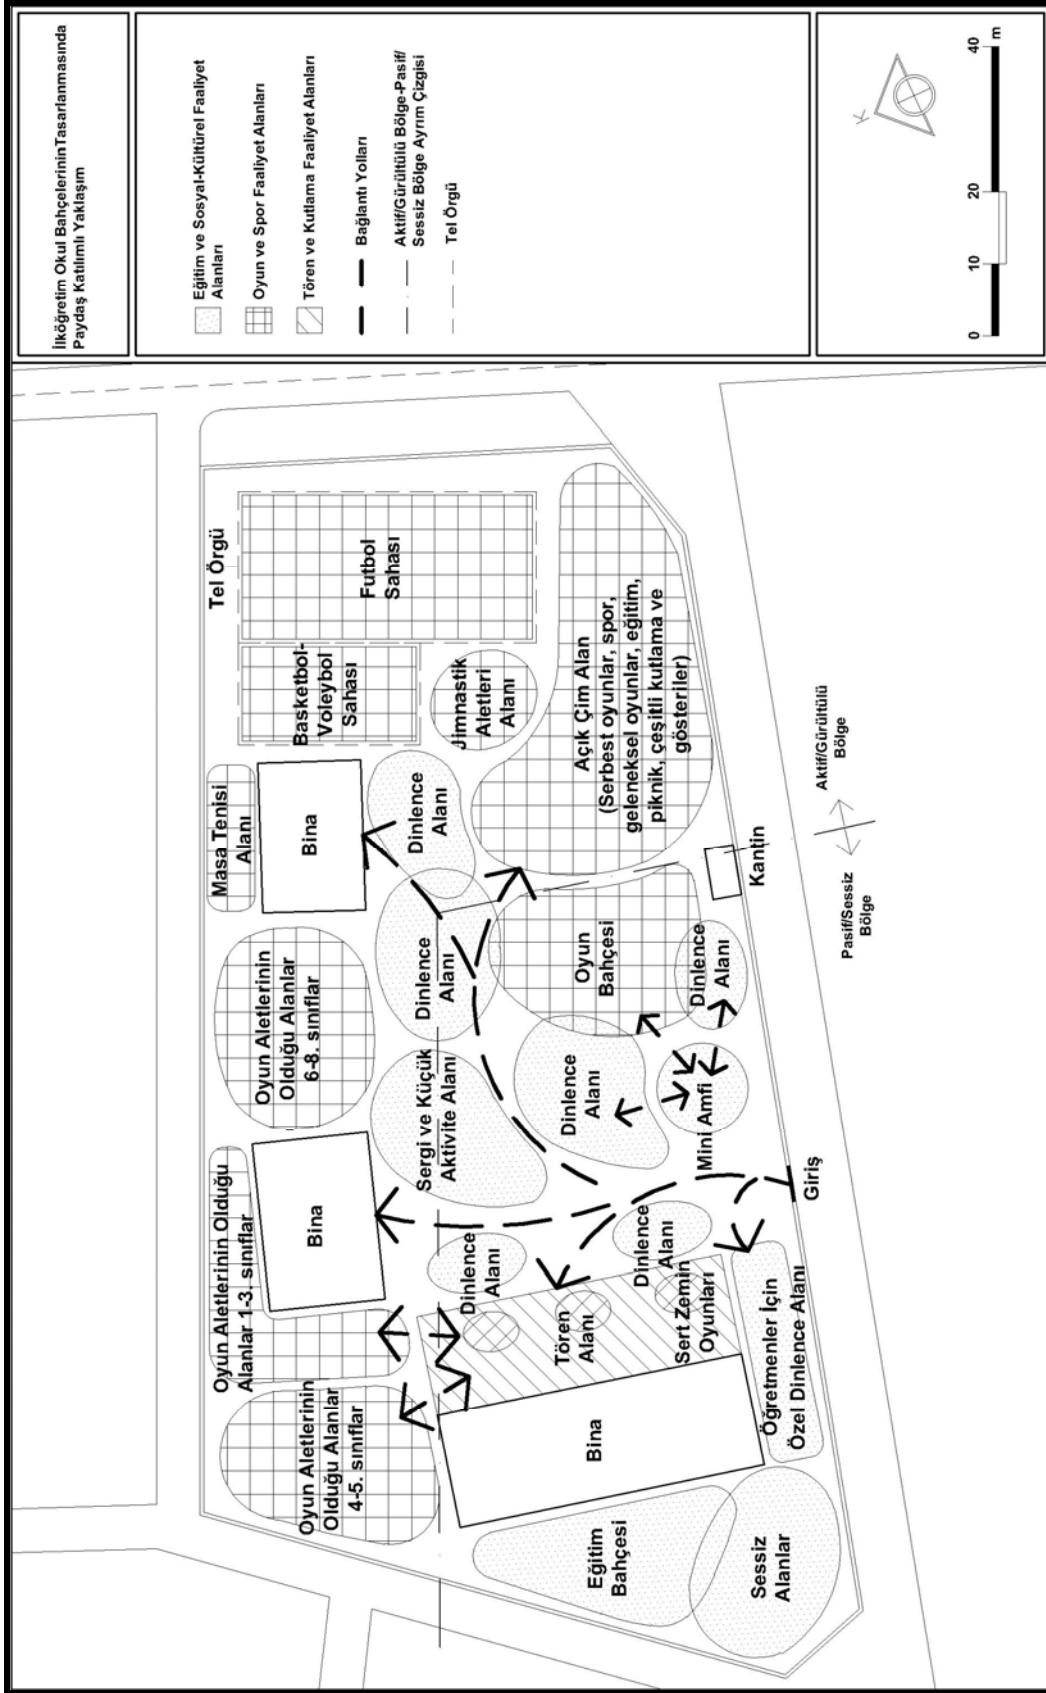 İlköğretim Okul BahçelerininTasarlanmasında
Paydaş Katılımlı Yaklaşım
Eğitim ve Sosyal-Kültürel Faaliyet
Alanları
Oyun ve Spor Faaliyet Alanları
Tören ve Kutlama Faaliyet Alanları
Bağlantı Yolları
Aktif/Gürültülü Bölge-Pasif/
Sessiz Bölge Ayrım Çizgisi
Tel Örgü
K
0
10
20
40
m
Tel Örgü
Futbol
Sahası
Basketbol-
Voleybol
Sahası
Jimnastik
Aletleri
Alanı
Açık Çim Alan
(Serbest oyunlar, spor,
geleneksel oyunlar, eğitim,
piknik, çeşitli kutlama ve
gösteriler)
Masa Tenisi
Alanı
Bina
Dinlence
Alanı
Oyun Aletlerinin
Olduğu Alanlar
6-8. sınıflar
Dinlence
Alanı
Oyun
Bahçesi
Dinlence
Alanı
Kantin
Aktif/Gürültülü
Bölge
Pasif/Sessiz
Bölge
Sergi ve Küçük
Aktivite Alanı
Dinlence
Alanı
Mini Amfi
Giriş
Oyun Aletlerinin Olduğu
Alanlar 1-3. sınıflar
Bina
Dinlence
Alanı
Dinlence
Alanı
Tören
Alanı
Sert Zemin
Oyunları
Öğretmenler İçin
Özel Dinlence Alanı
Oyun Aletlerinin
Olduğu Alanlar
4-5. sınıflar
Bina
Eğitim
Bahçesi
Sessiz
Alanlar